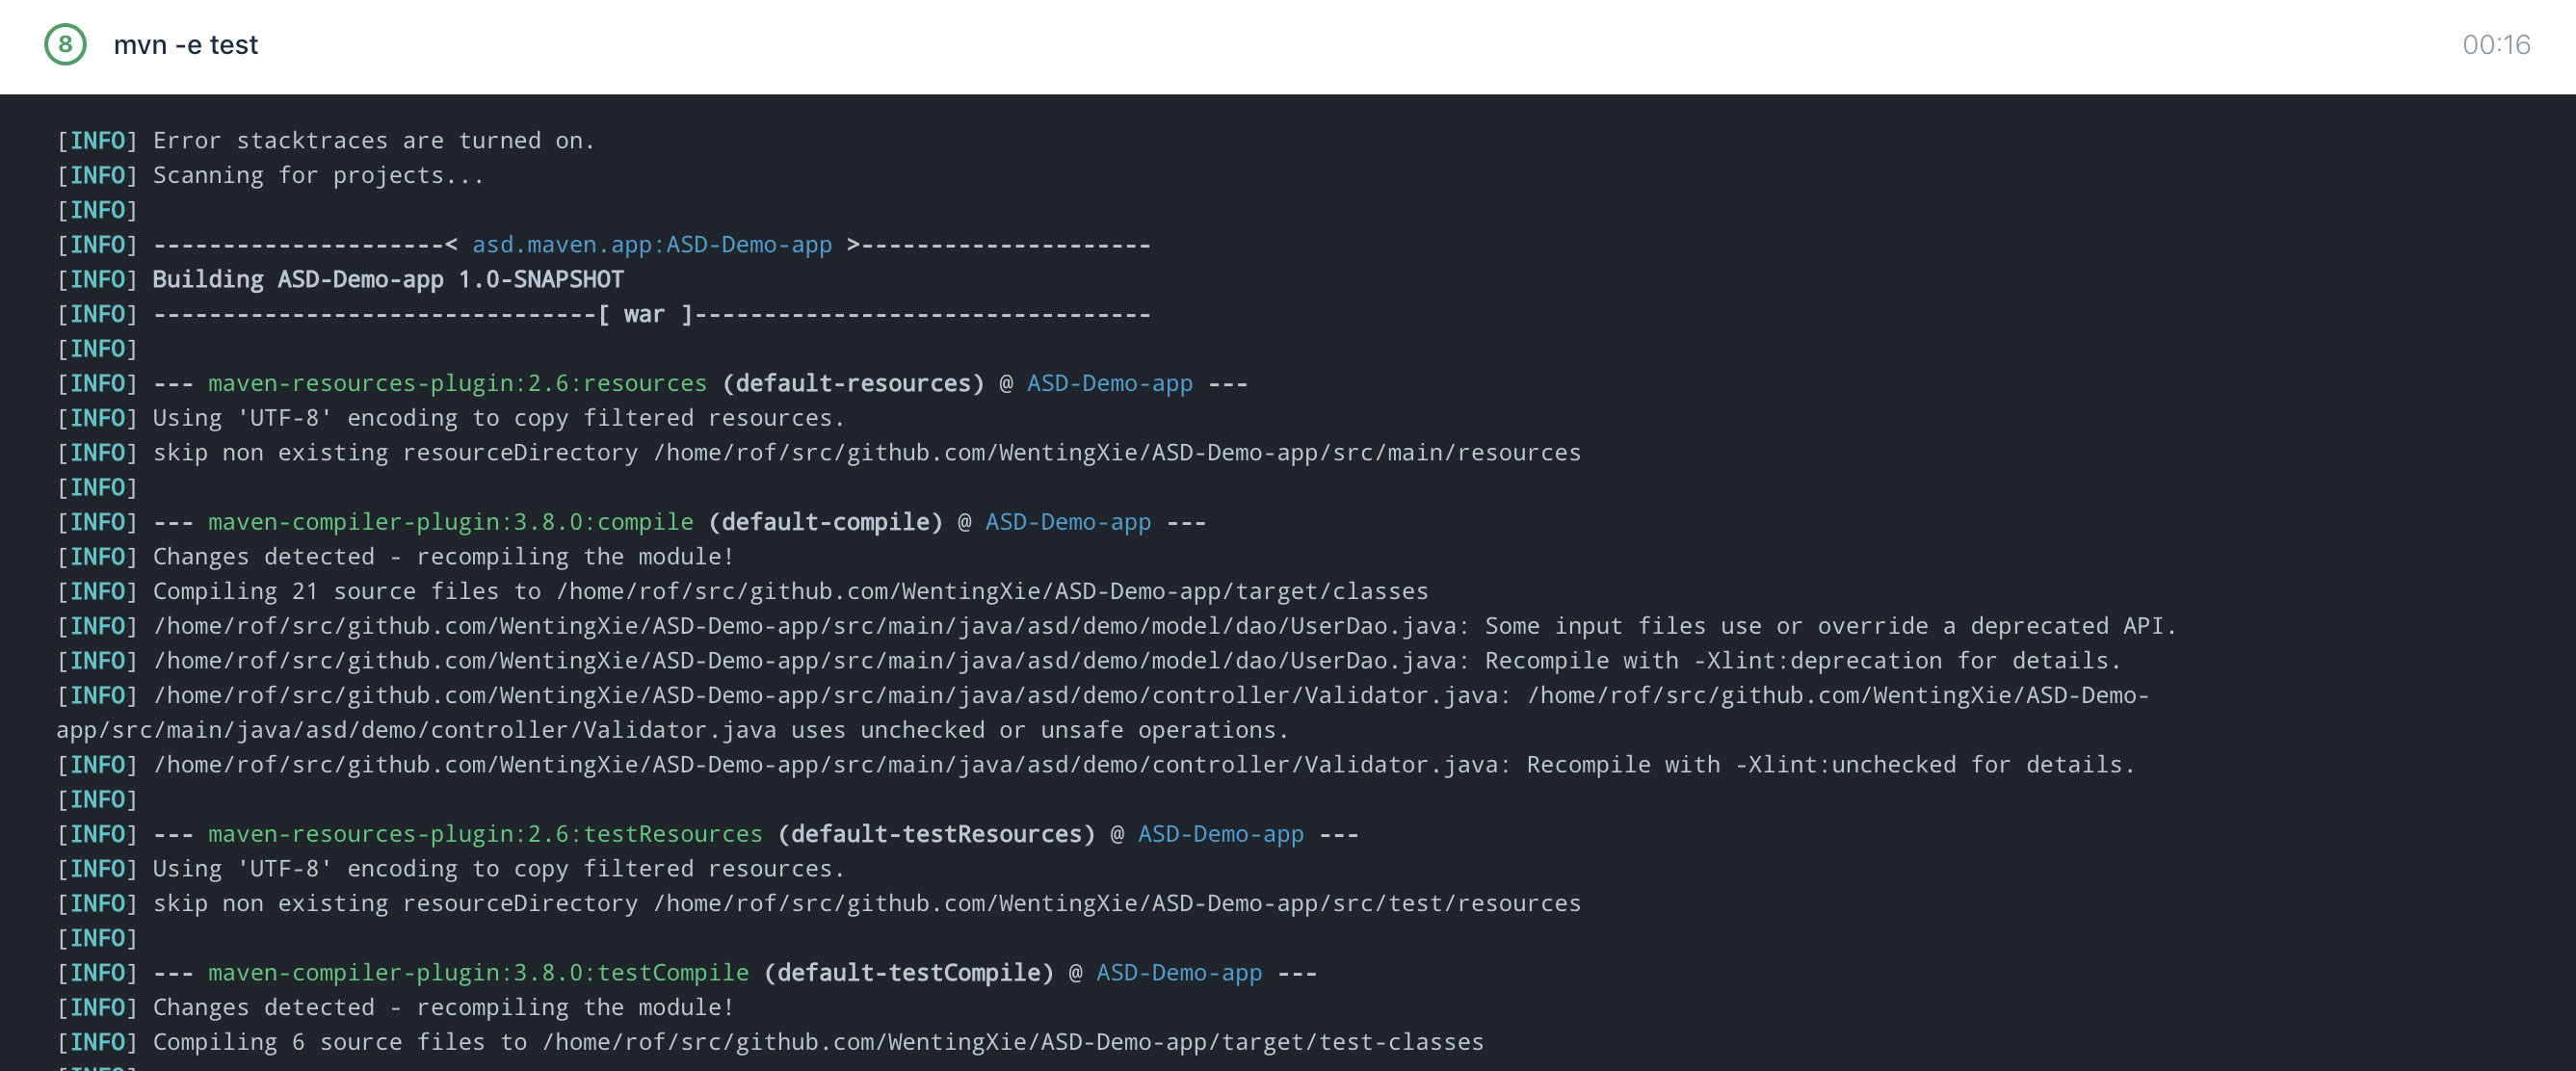 8 mvn -e test 00:16
[INFO] Error stacktraces are turned on.
[INFO] Scanning for projects...
[INFO]
[INFO] ---------------------< asd.maven.app:ASD-Demo-app >---------------------
[INFO] Building ASD-Demo-app 1.0-SNAPSHOT
[INFO] --------------------------------[ war ]---------------------------------
[INFO]
[INFO] --- maven-resources-plugin:2.6:resources (default-resources) @ ASD-Demo-app ---
[INFO] Using 'UTF-8' encoding to copy filtered resources.
[INFO] skip non existing resourceDirectory /home/rof/src/github.com/WentingXie/ASD-Demo-app/src/main/resources
[INFO]
[INFO] --- maven-compiler-plugin:3.8.0:compile (default-compile) @ ASD-Demo-app ---
[INFO] Changes detected - recompiling the module!
[INFO] Compiling 21 source files to /home/rof/src/github.com/WentingXie/ASD-Demo-app/target/classes
[INFO] /home/rof/src/github.com/WentingXie/ASD-Demo-app/src/main/java/asd/demo/model/dao/UserDao.java: Some input files use or override a deprecated API.
[INFO] /home/rof/src/github.com/WentingXie/ASD-Demo-app/src/main/java/asd/demo/model/dao/UserDao.java: Recompile with -Xlint:deprecation for details.
[INFO] /home/rof/src/github.com/WentingXie/ASD-Demo-app/src/main/java/asd/demo/controller/Validator.java: /home/rof/src/github.com/WentingXie/ASD-Demo-
app/src/main/java/asd/demo/controller/Validator.java uses unchecked or unsafe operations.
[INFO] /home/rof/src/github.com/WentingXie/ASD-Demo-app/src/main/java/asd/demo/controller/Validator.java: Recompile with -Xlint:unchecked for details.
[INFO]
[INFO] --- maven-resources-plugin:2.6:testResources (default-testResources) @ ASD-Demo-app ---
[INFO] Using 'UTF-8' encoding to copy filtered resources.
[INFO] skip non existing resourceDirectory /home/rof/src/github.com/WentingXie/ASD-Demo-app/src/test/resources
[INFO]
[INFO] --- maven-compiler-plugin:3.8.0:testCompile (default-testCompile) @ ASD-Demo-app ---
[INFO] Changes detected - recompiling the module!
[INFO] Compiling 6 source files to /home/rof/src/github.com/WentingXie/ASD-Demo-app/target/test-classes